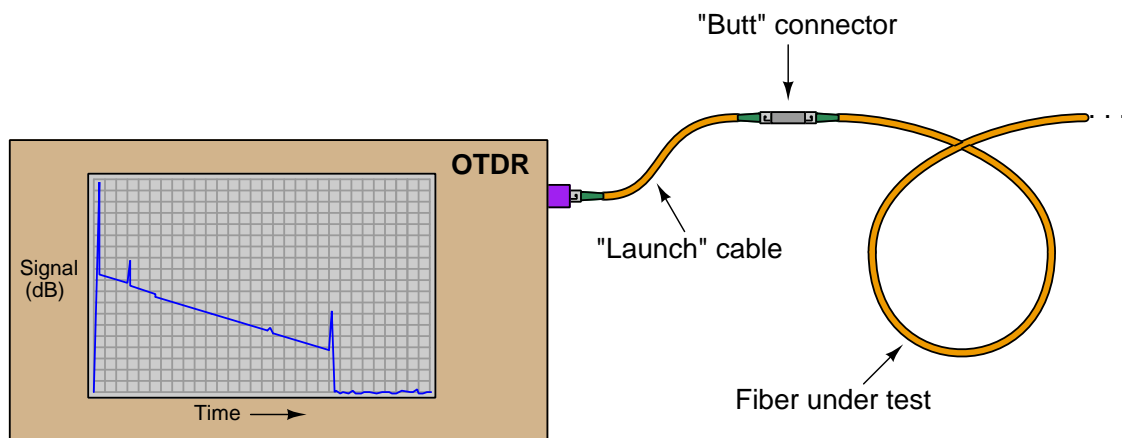 "Butt" connector
OTDR
Signal
(dB)
"Launch" cable
Time
Fiber under test